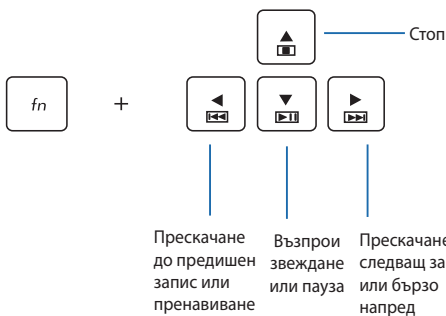 Стоп
fn
+
Прескачане
до предишен
запис или
пренавиване
Възпрои
звеждане
или пауза
Прескачане
следващ за
или бързо
напред